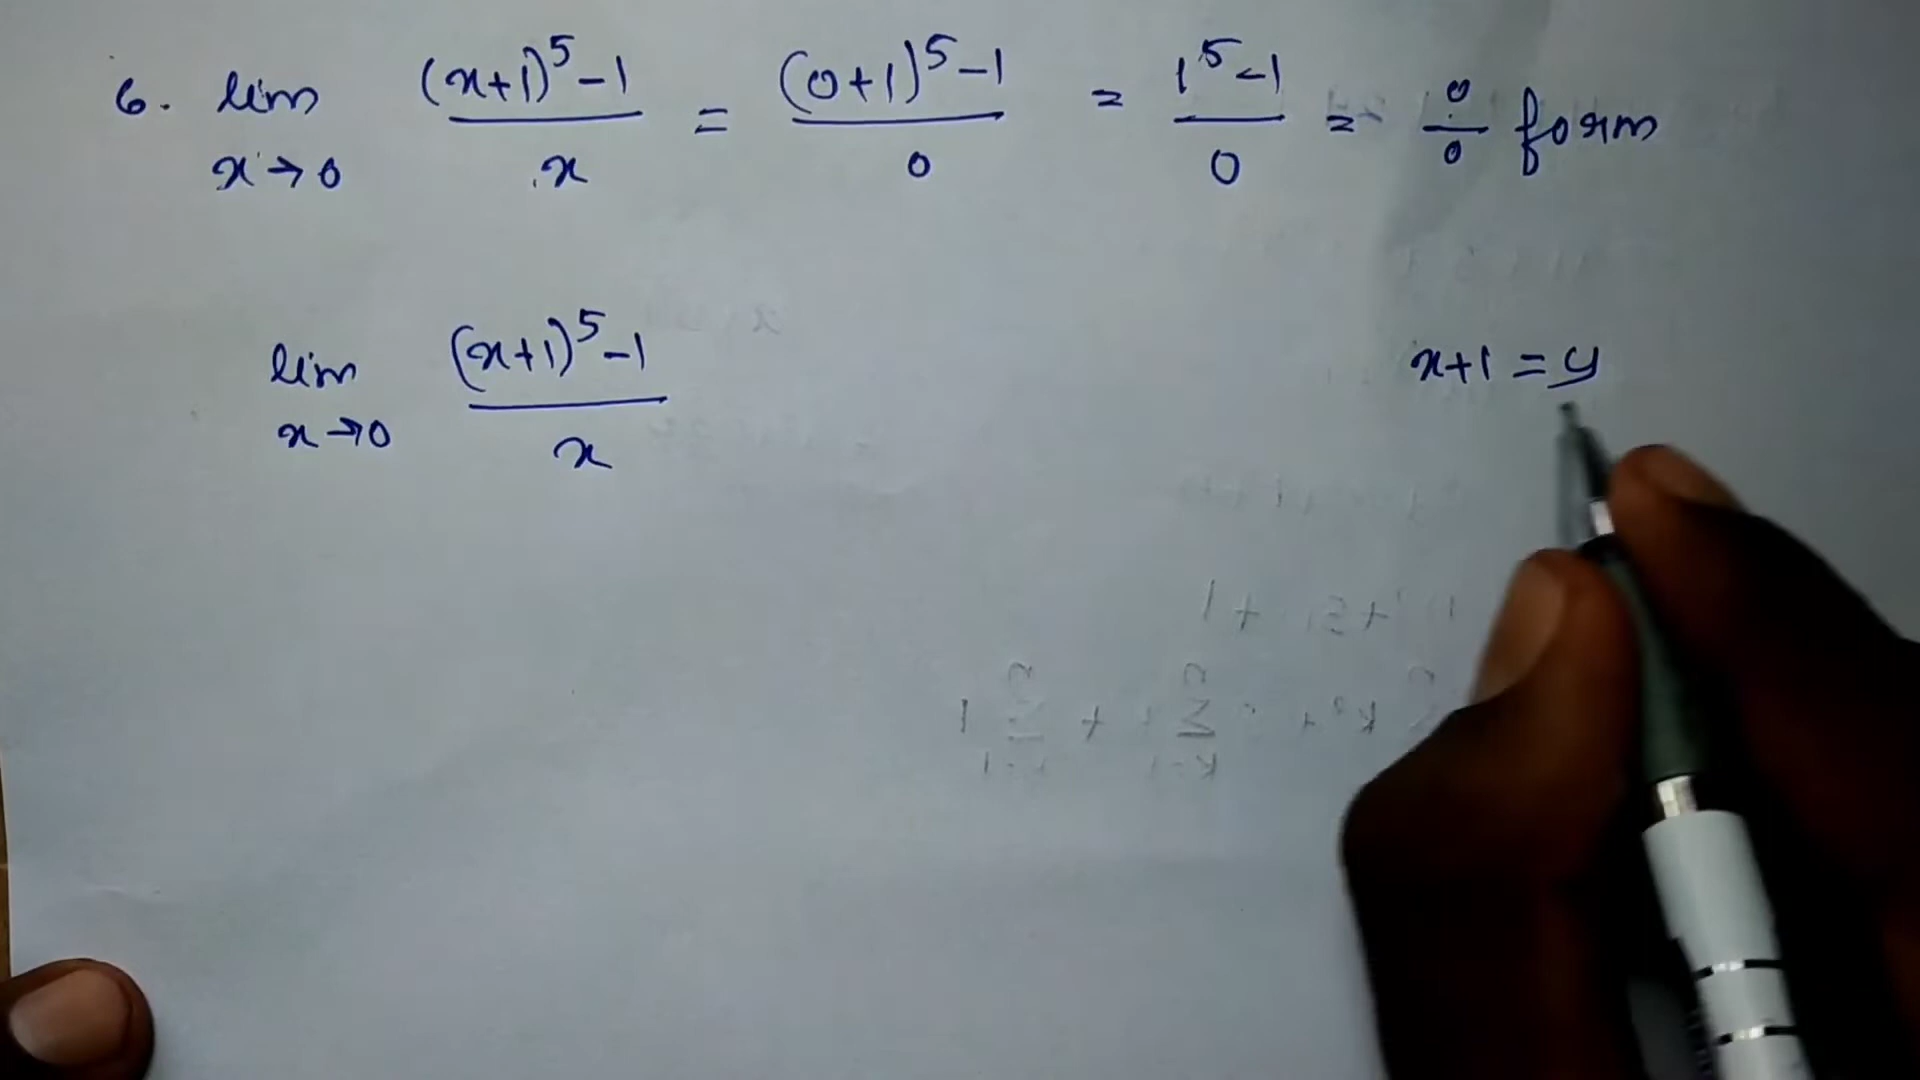 6. lim (x+1)^5 - 1 = (0+1)^5 - 1 = 1^5 - 1 = 0 form
x→0 x 0 0 0
lim (x+1)^5 - 1 x+1 = y
x→0 x